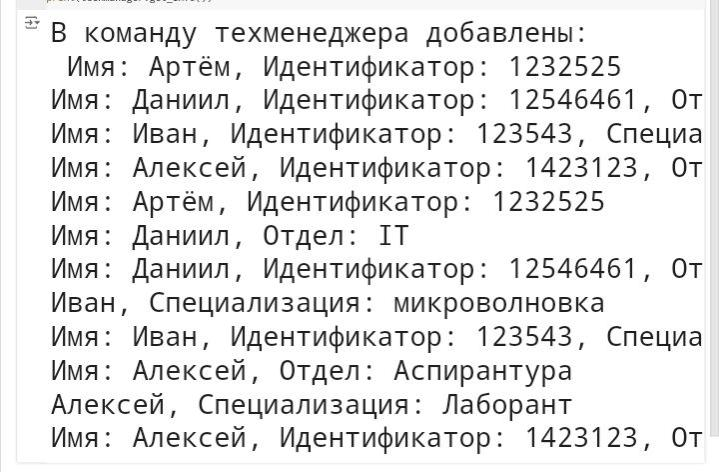 В команду техменеджера добавлены:
Имя: Артём, Идентификатор: 1232525
Имя: Даниил, Идентификатор: 12546461, От
Имя: Иван, Идентификатор: 123543, Специа
Имя: Алексей, Идентификатор: 1423123, От
Имя: Артём, Идентификатор: 1232525
Имя: Даниил, Отдел: IT
Имя: Даниил, Идентификатор: 12546461, От
Иван, Специализация: микроволновка
Имя: Иван, Идентификатор: 123543, Специа
Имя: Алексей, Отдел: Аспирантура
Алексей, Специализация: Лаборант
Имя: Алексей, Идентификатор: 1423123, От